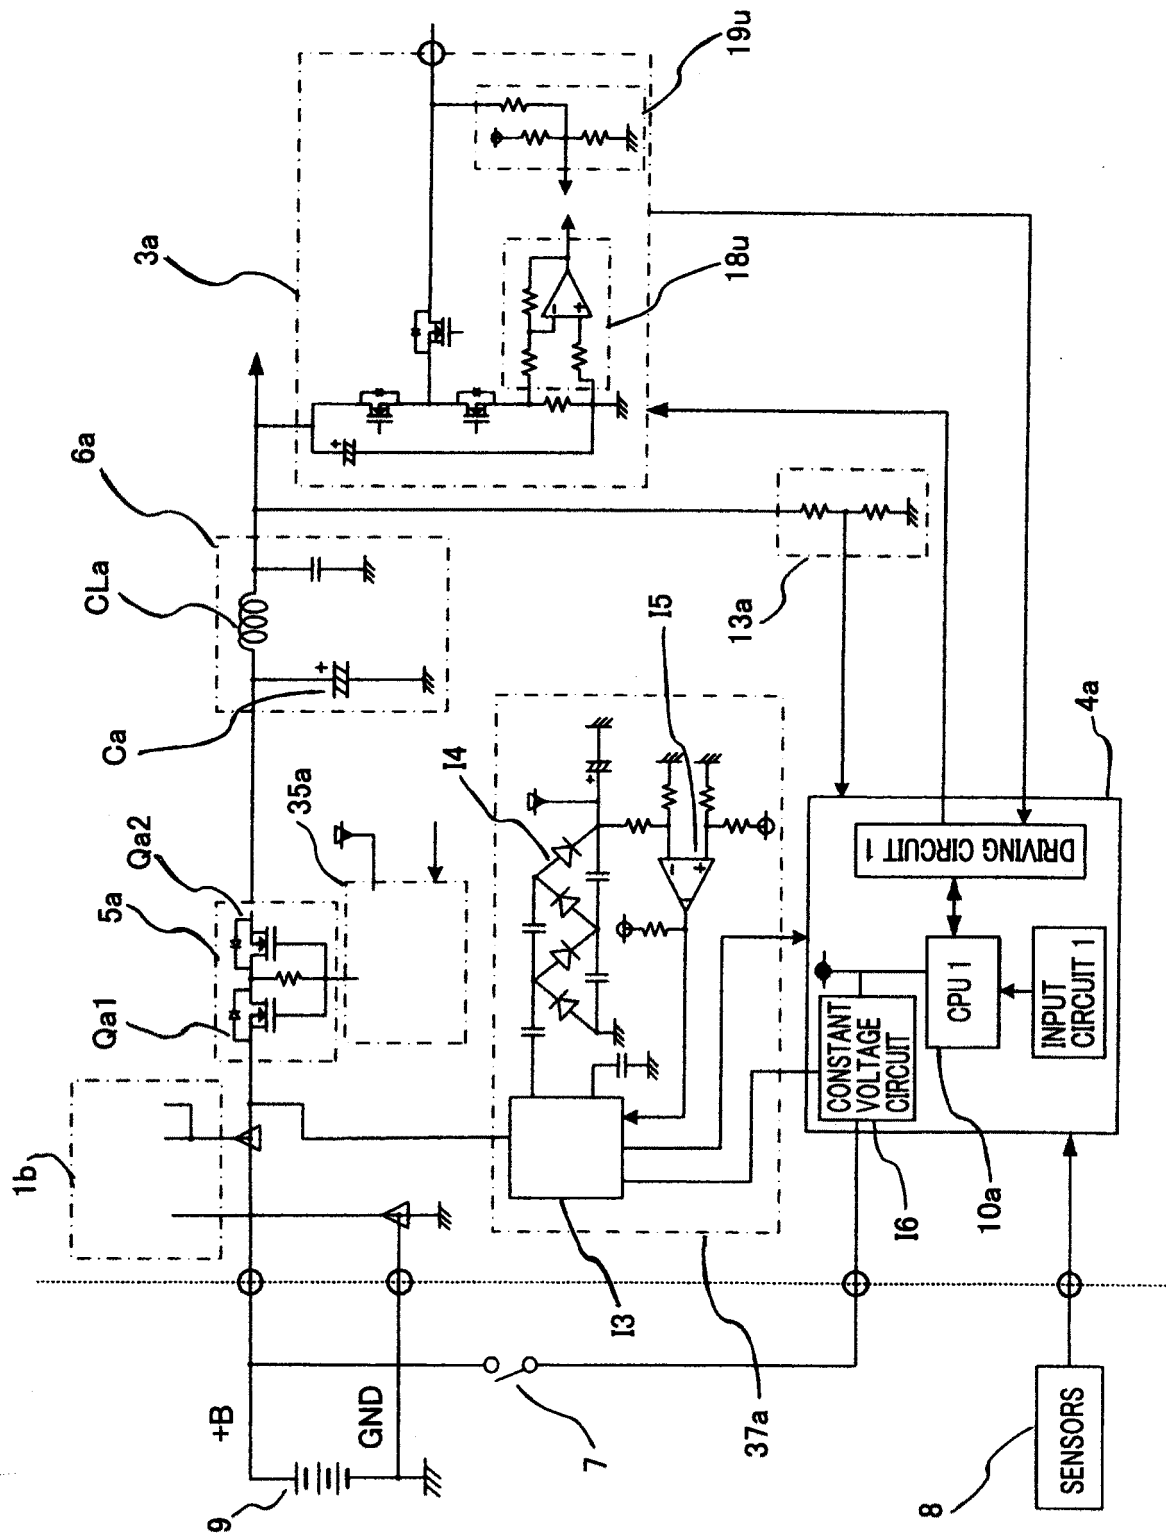 9
+B
GND
7
1b
5a
Qa1
Qa2
35a
Ca
CLa
6a
3a
18u
19u
13a
I3
I4
I5
37a
4a
I6
10a
CONSTANT
VOLTAGE
CIRCUIT
CPU 1
INPUT
CIRCUIT 1
DRIVING CIRCUIT 1
8
SENSORS